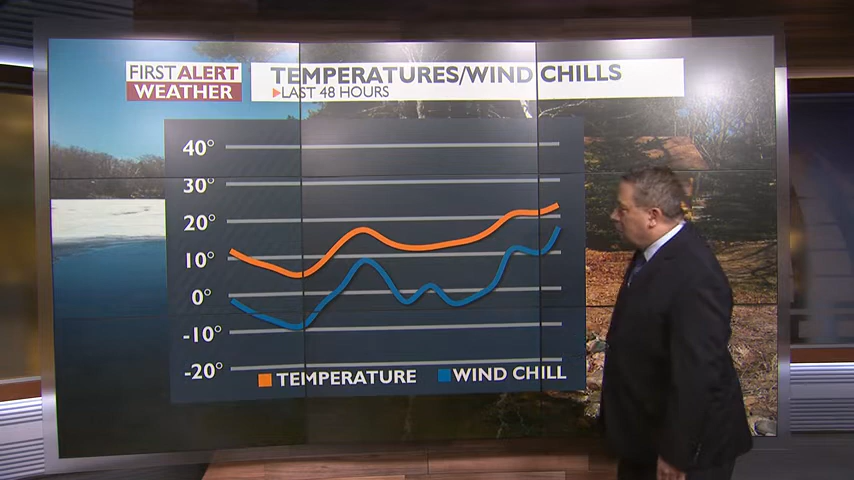 FIRST ALERT
WEATHER
TEMPERATURES/WIND CHILLS
LAST 48 HOURS
40°
30°
20°
10°
0°
-10°
-20°
TEMPERATURE
WIND CHILL